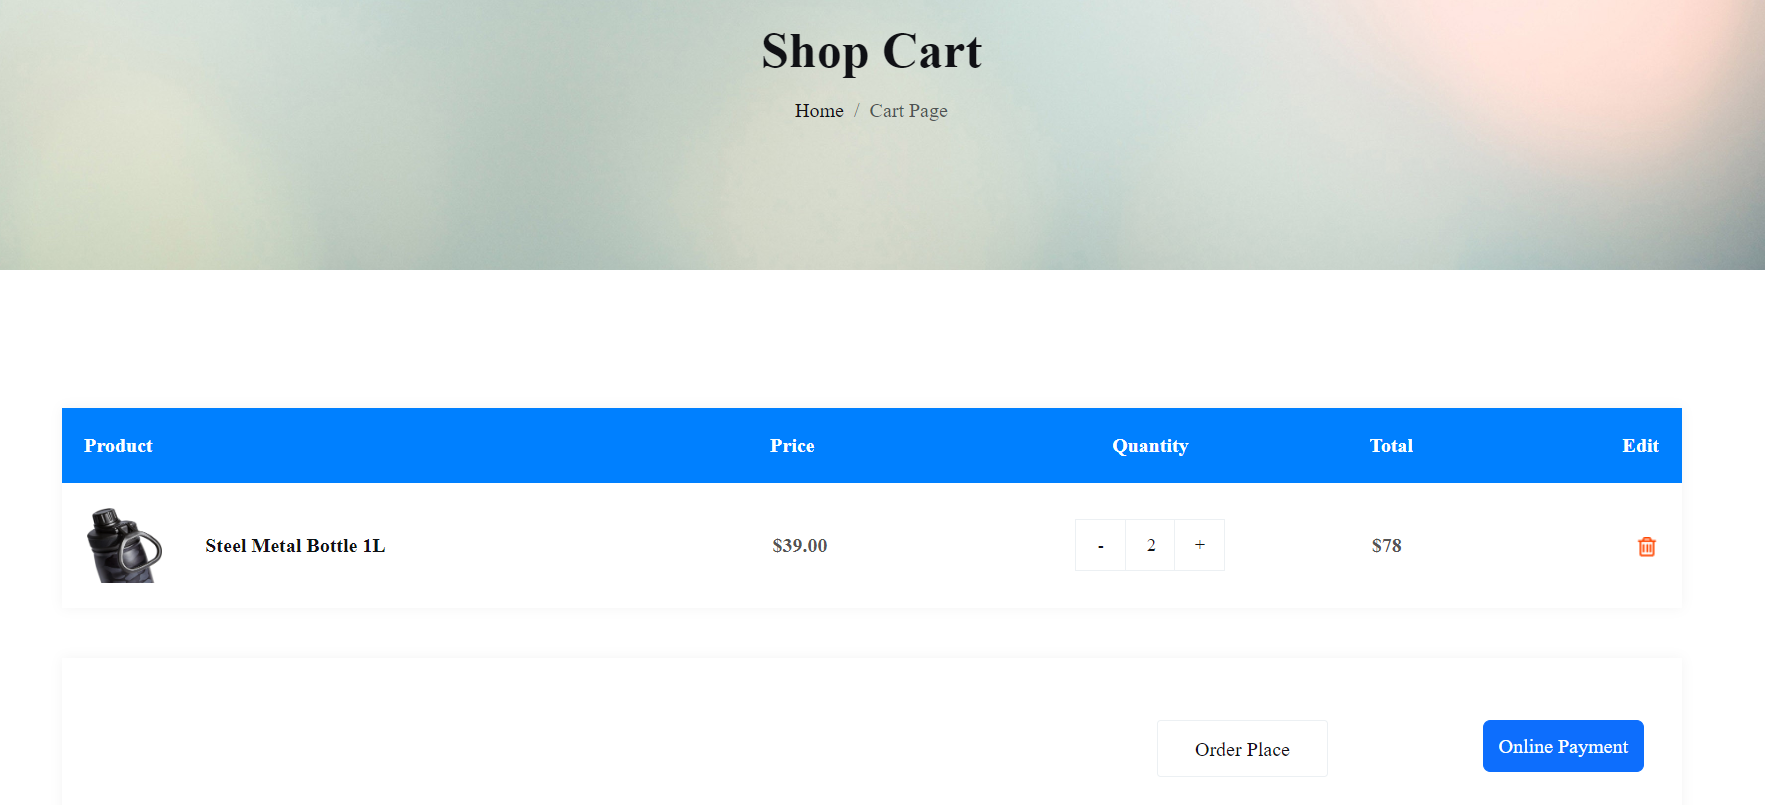 Shop Cart
Home / Cart Page
Product Price Quantity Total Edit
Steel Metal Bottle 1L $39.00 - 2 + $78
Order Place Online Payment